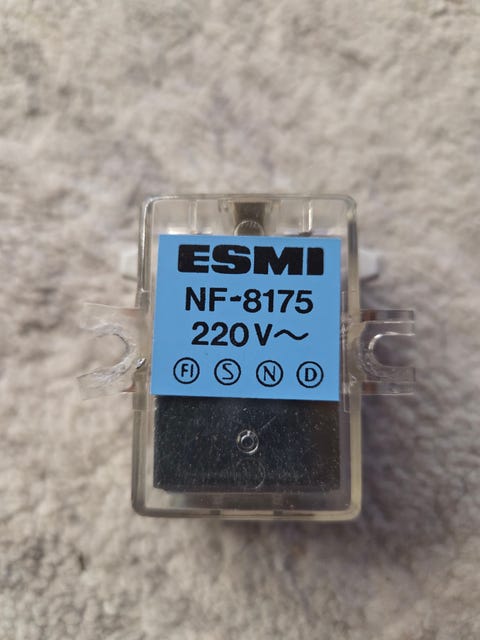 ESMI
NF-8175
220V~
FI S N D